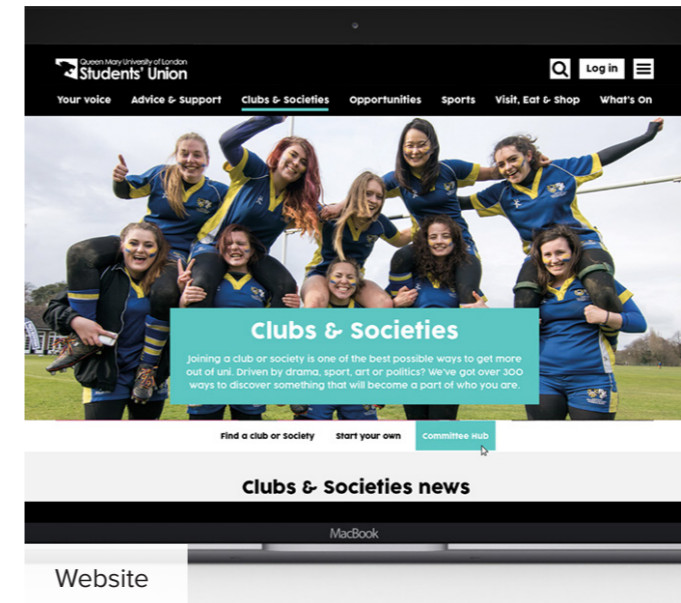 Queen Mary University of London
Students' Union
Log in
Your voice Advice & Support Clubs & Societies Opportunities Sports Visit, Eat & Shop What's On
Clubs & Societies
Joining a club or society is one of the best possible ways to get more
out of uni. Driven by drama, sport, art or politics? We've got over 300
ways to discover something that will become a part of who you are.
Find a club or Society Start your own Committee Hub
Clubs & Societies news
MacBook
Website